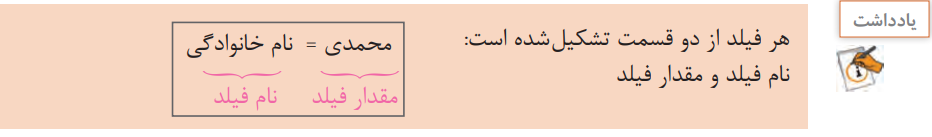 یادداشت
هر فیلد از دو قسمت تشکیل‌شده است:
نام فیلد و مقدار فیلد
محمدی = نام خانوادگی
مقدار فیلد نام فیلد